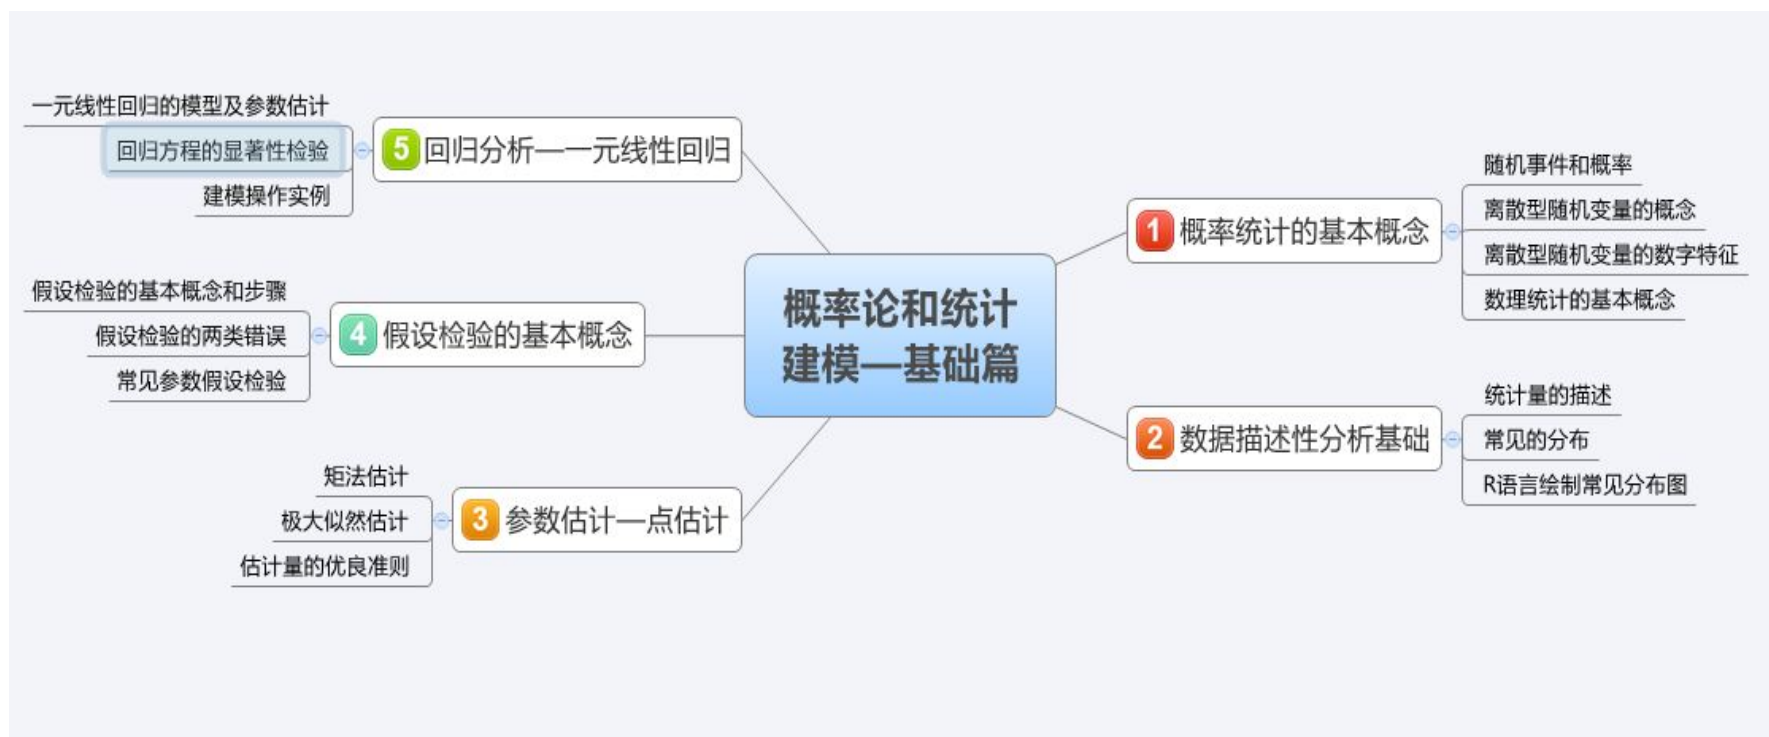 概率论和统计
建模—基础篇
1 概率统计的基本概念
随机事件和概率
离散型随机变量的概念
离散型随机变量的数字特征
数理统计的基本概念
2 数据描述性分析基础
统计量的描述
常见的分布
R语言绘制常见分布图
3 参数估计—点估计
矩法估计
极大似然估计
估计量的优良准则
4 假设检验的基本概念
假设检验的基本概念和步骤
假设检验的两类错误
常见参数假设检验
5 回归分析—一元线性回归
一元线性回归的模型及参数估计
回归方程的显著性检验
建模操作实例